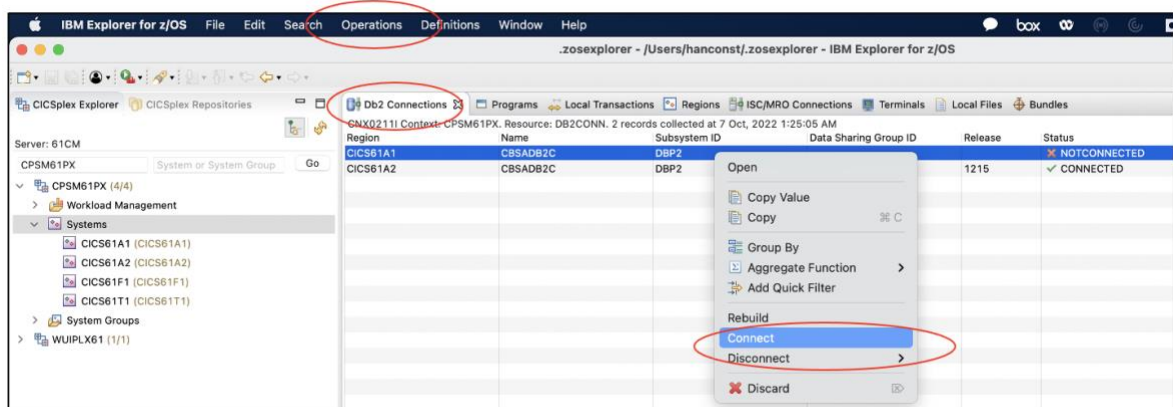 IBM Explorer for z/OS File Edit Search Operations Definitions Window Help box
.zosexplorer - /Users/hanconst/.zosexplorer - IBM Explorer for z/OS
CICSplex Explorer CICSplex Repositories
Server: 61CM
CPSM61PX System or System Group Go
CPSM61PX (4/4)
Workload Management
Systems
CICS61A1 (CICS61A1)
CICS61A2 (CICS61A2)
CICS61F1 (CICS61F1)
CICS61T1 (CICS61T1)
System Groups
WUIPLX61 (1/1)
Db2 Connections Programs Local Transactions Regions ISC/MRO Connections Terminals Local Files Bundles
CNX0211I Context: CPSM61PX. Resource: DB2CONN. 2 records collected at 7 Oct, 2022 1:25:05 AM
Region Name Subsystem ID Data Sharing Group ID Release Status
CICS61A1 CBSADB2C DBP2 NOTCONNECTED
CICS61A2 CBSADB2C DBP2 1215 CONNECTED
Open
Copy Value
Copy ⌘ C
Group By
Aggregate Function
Add Quick Filter
Rebuild
Connect
Disconnect
Discard